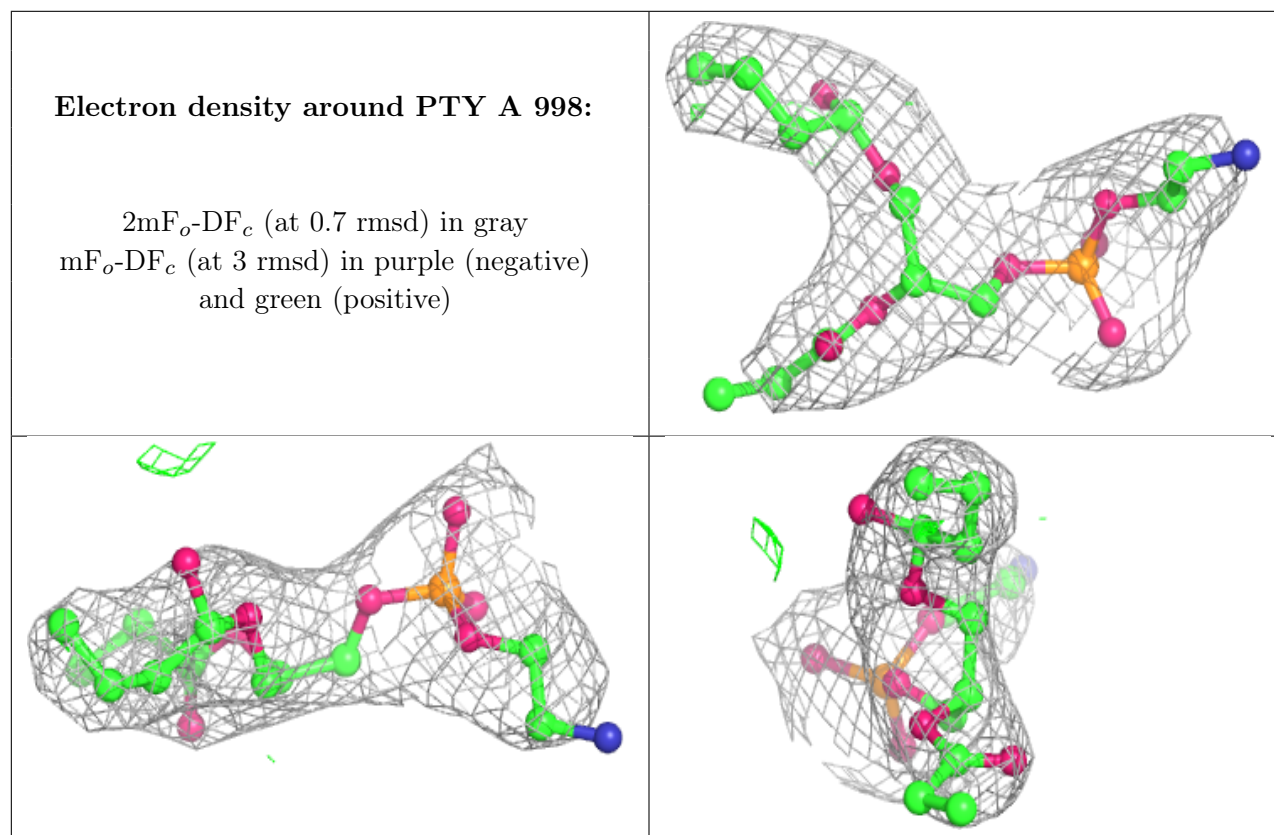 Electron density around PTY A 998:
2mFo-DFc (at 0.7 rmsd) in gray
mFo-DFc (at 3 rmsd) in purple (negative)
and green (positive)